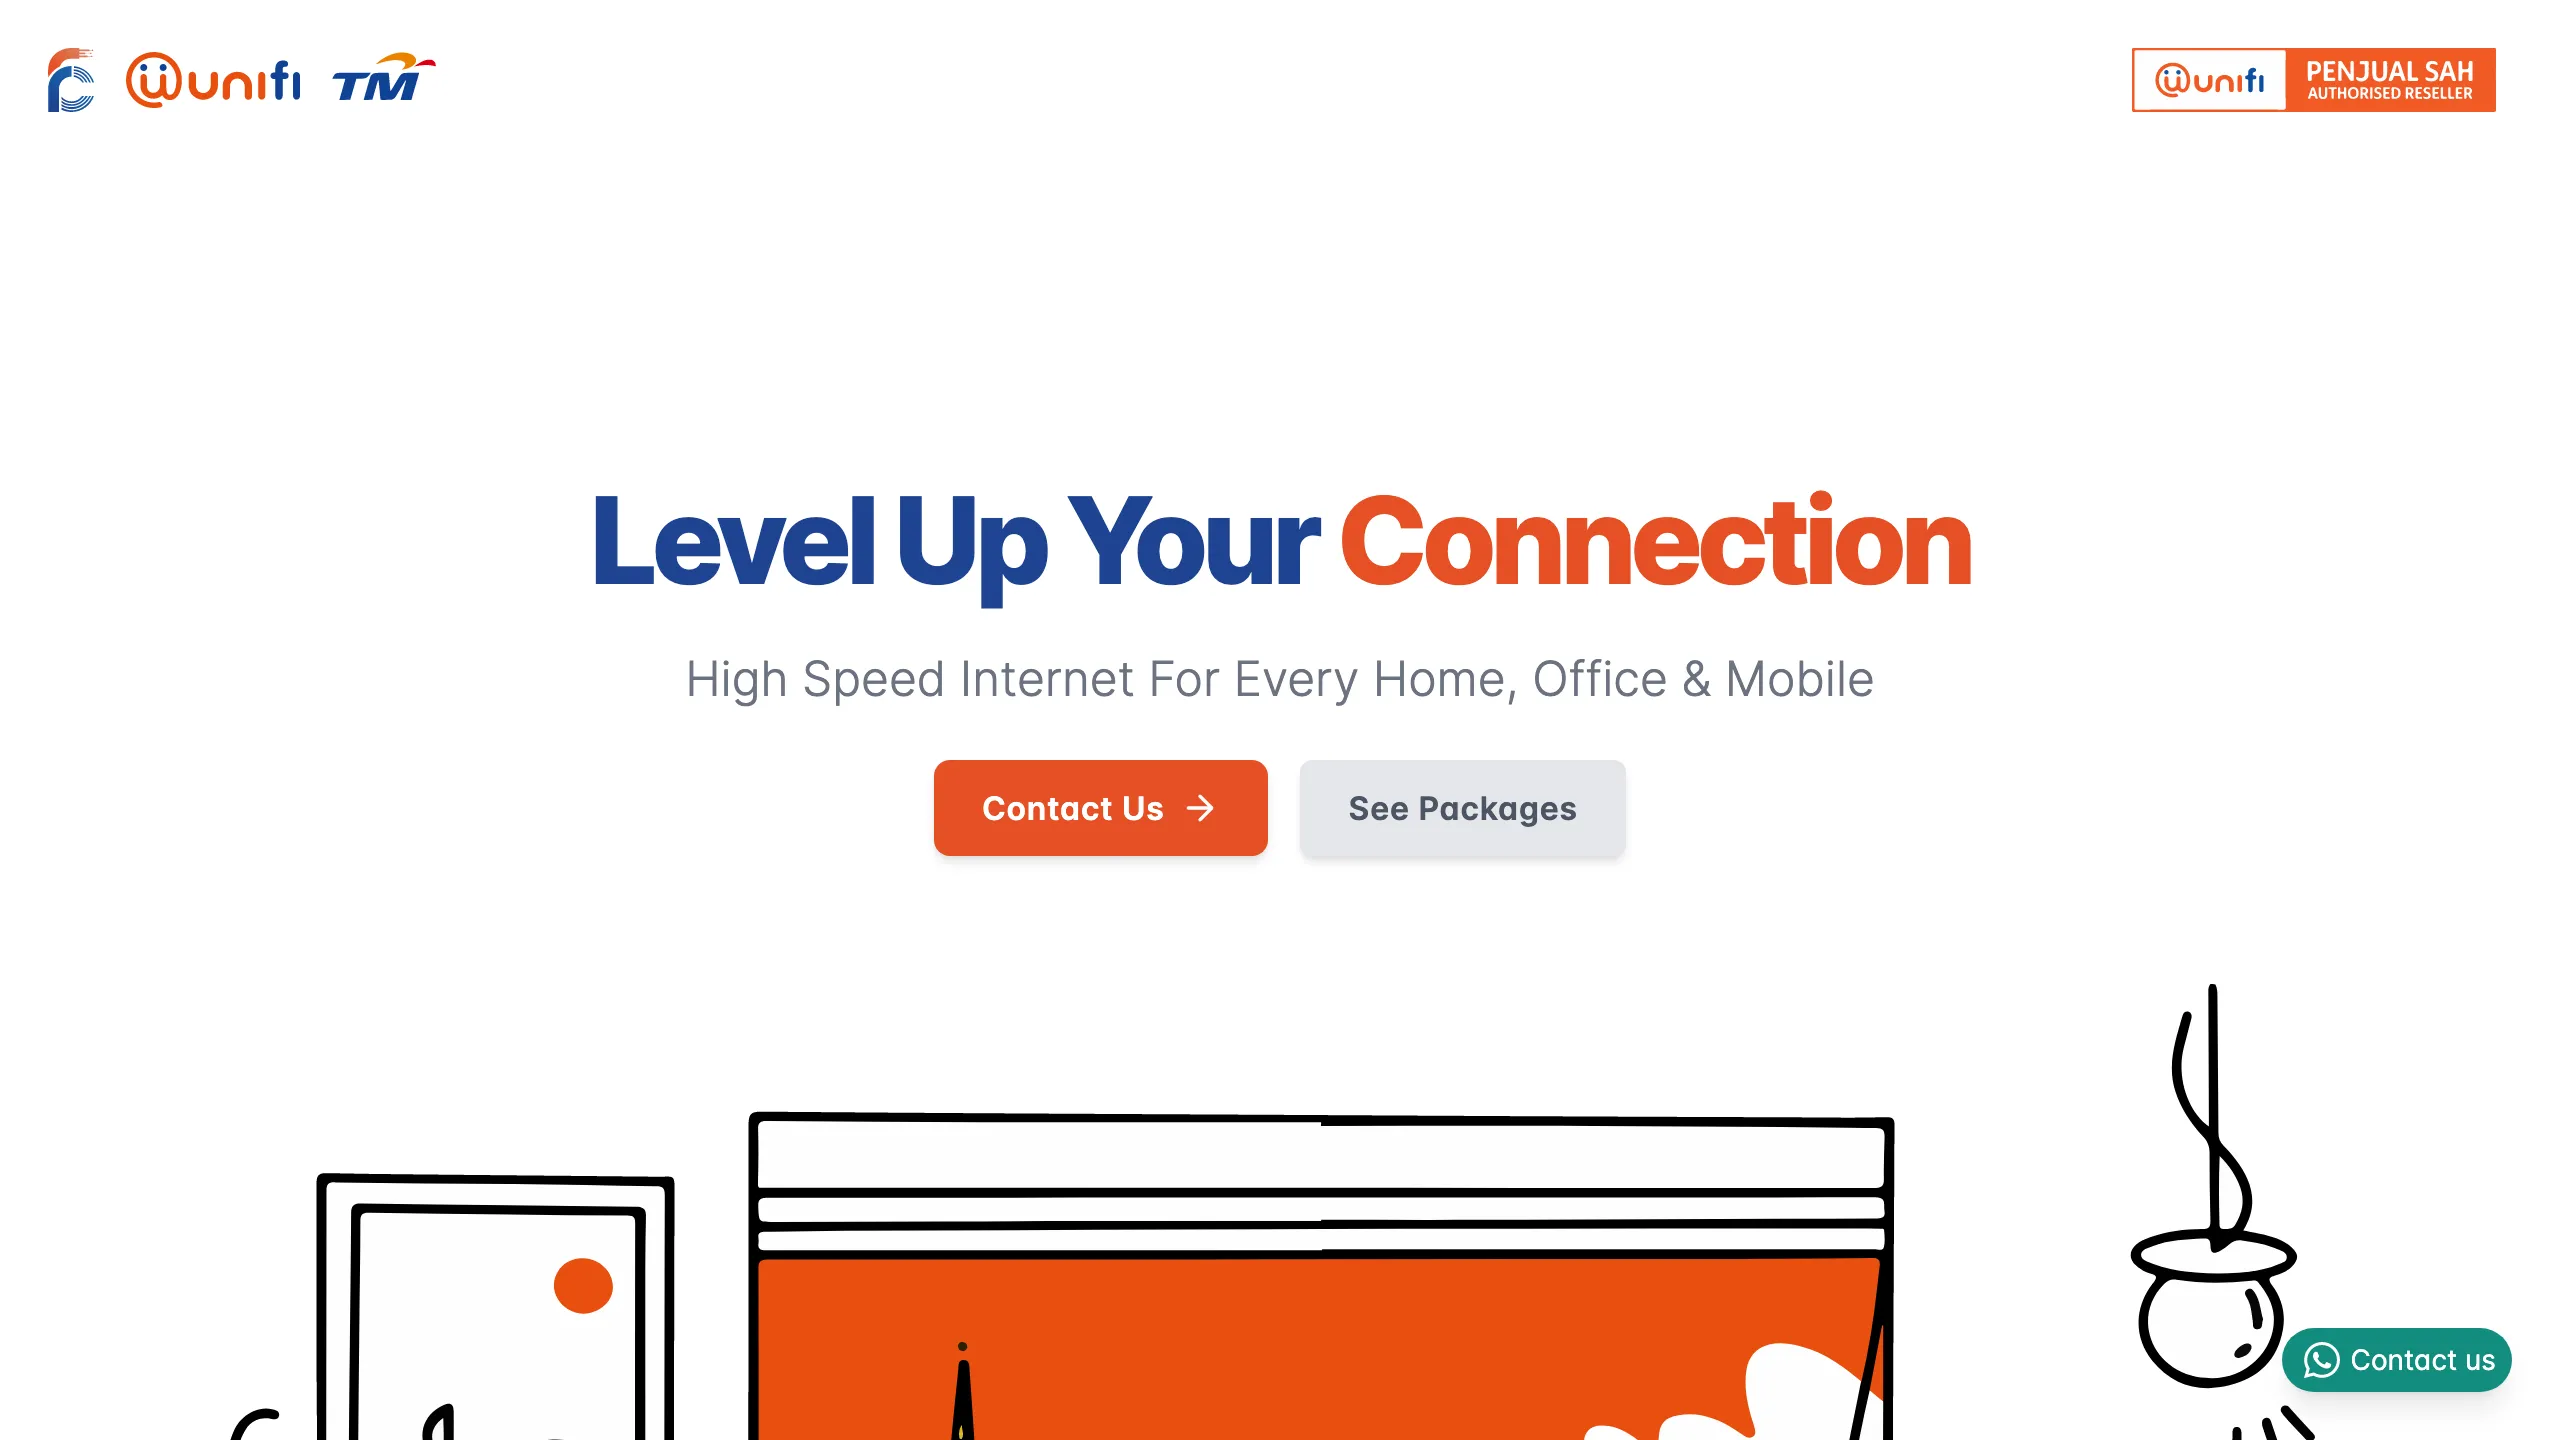 unifi TM
unifi PENJUAL SAH
AUTHORISED RESELLER
Level Up Your Connection
High Speed Internet For Every Home, Office & Mobile
Contact Us
See Packages
Contact us